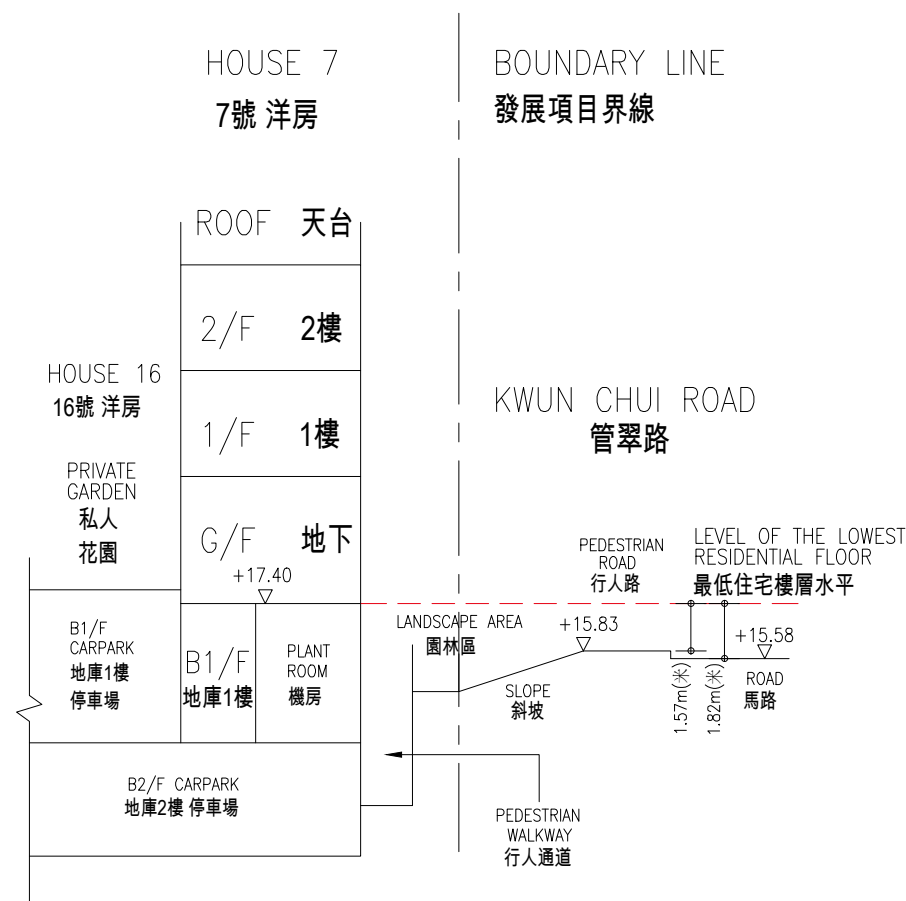 HOUSE 7
7號 洋房
BOUNDARY LINE
發展項目界線
ROOF 天台
2/F 2樓
HOUSE 16
16號 洋房
1/F 1樓
KWUN CHUI ROAD
管翠路
PRIVATE
GARDEN
私人
花園
G/F 地下
+17.40
PEDESTRIAN
ROAD
行人路
LEVEL OF THE LOWEST
RESIDENTIAL FLOOR
最低住宅樓層水平
B1/F
CARPARK
地庫1樓
停車場
B1/F
地庫1樓
PLANT
ROOM
機房
LANDSCAPE AREA
園林區
+15.83
+15.58
SLOPE
斜坡
1.57m(米)
1.82m(米)
ROAD
馬路
B2/F CARPARK
地庫2樓 停車場
PEDESTRIAN
WALKWAY
行人通道